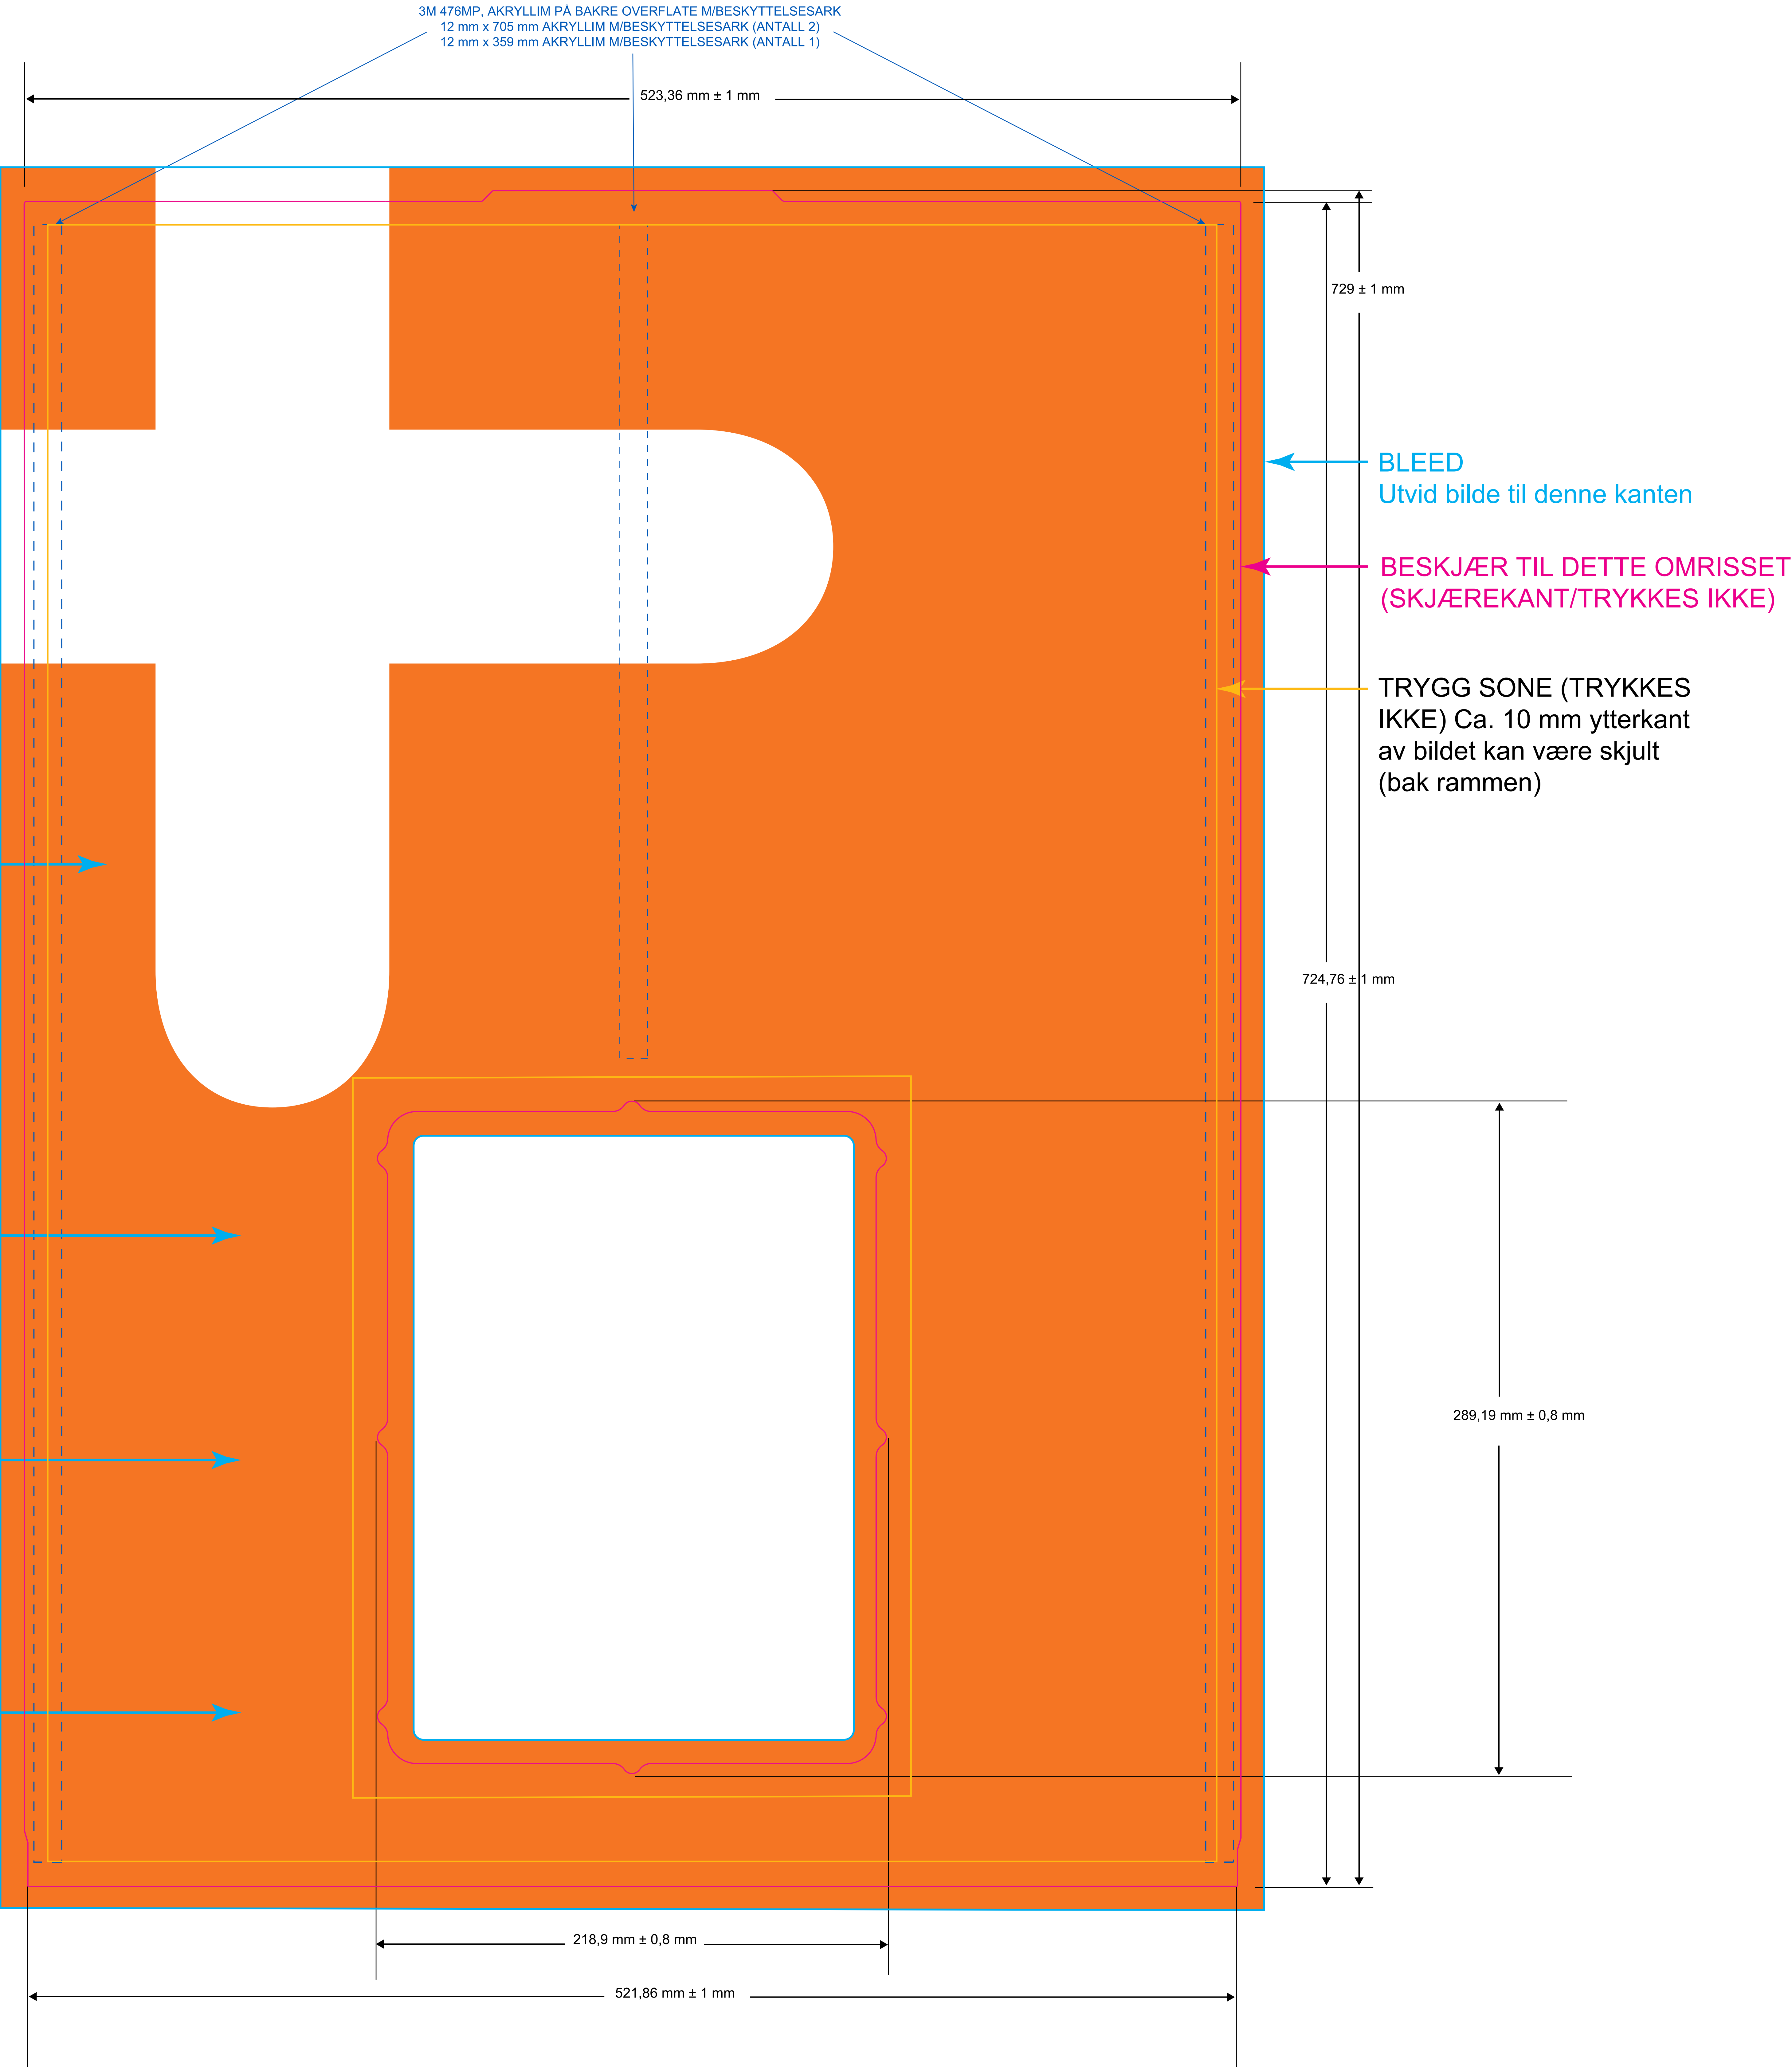 3M 476MP, AKRYLLIM PÅ BAKRE OVERFLATE M/BESKYTTELSESARK
12 mm x 705 mm AKRYLLIM M/BESKYTTELSESARK (ANTALL 2)
12 mm x 359 mm AKRYLLIM M/BESKYTTELSESARK (ANTALL 1)
523,36 mm ± 1 mm
729 ± 1 mm
BLEED
Utvid bilde til denne kanten
BESKJÆR TIL DETTE OMRISSET
(SKJÆREKANT/TRYKKES IKKE)
TRYGG SONE (TRYKKES
IKKE) Ca. 10 mm ytterkant
av bildet kan være skjult
(bak rammen)
724,76 ± 1 mm
289,19 mm ± 0,8 mm
218,9 mm ± 0,8 mm
521,86 mm ± 1 mm